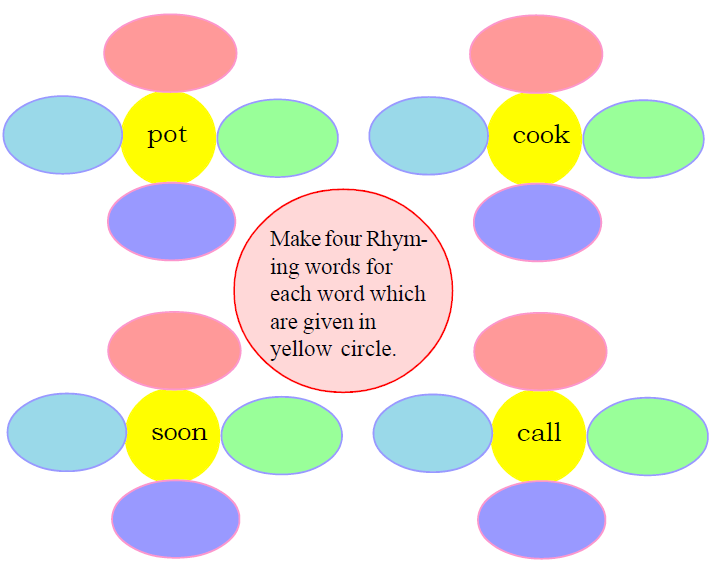 pot
cook
Make four Rhym-
ing words for
each word which
are given in
yellow circle.
soon
call